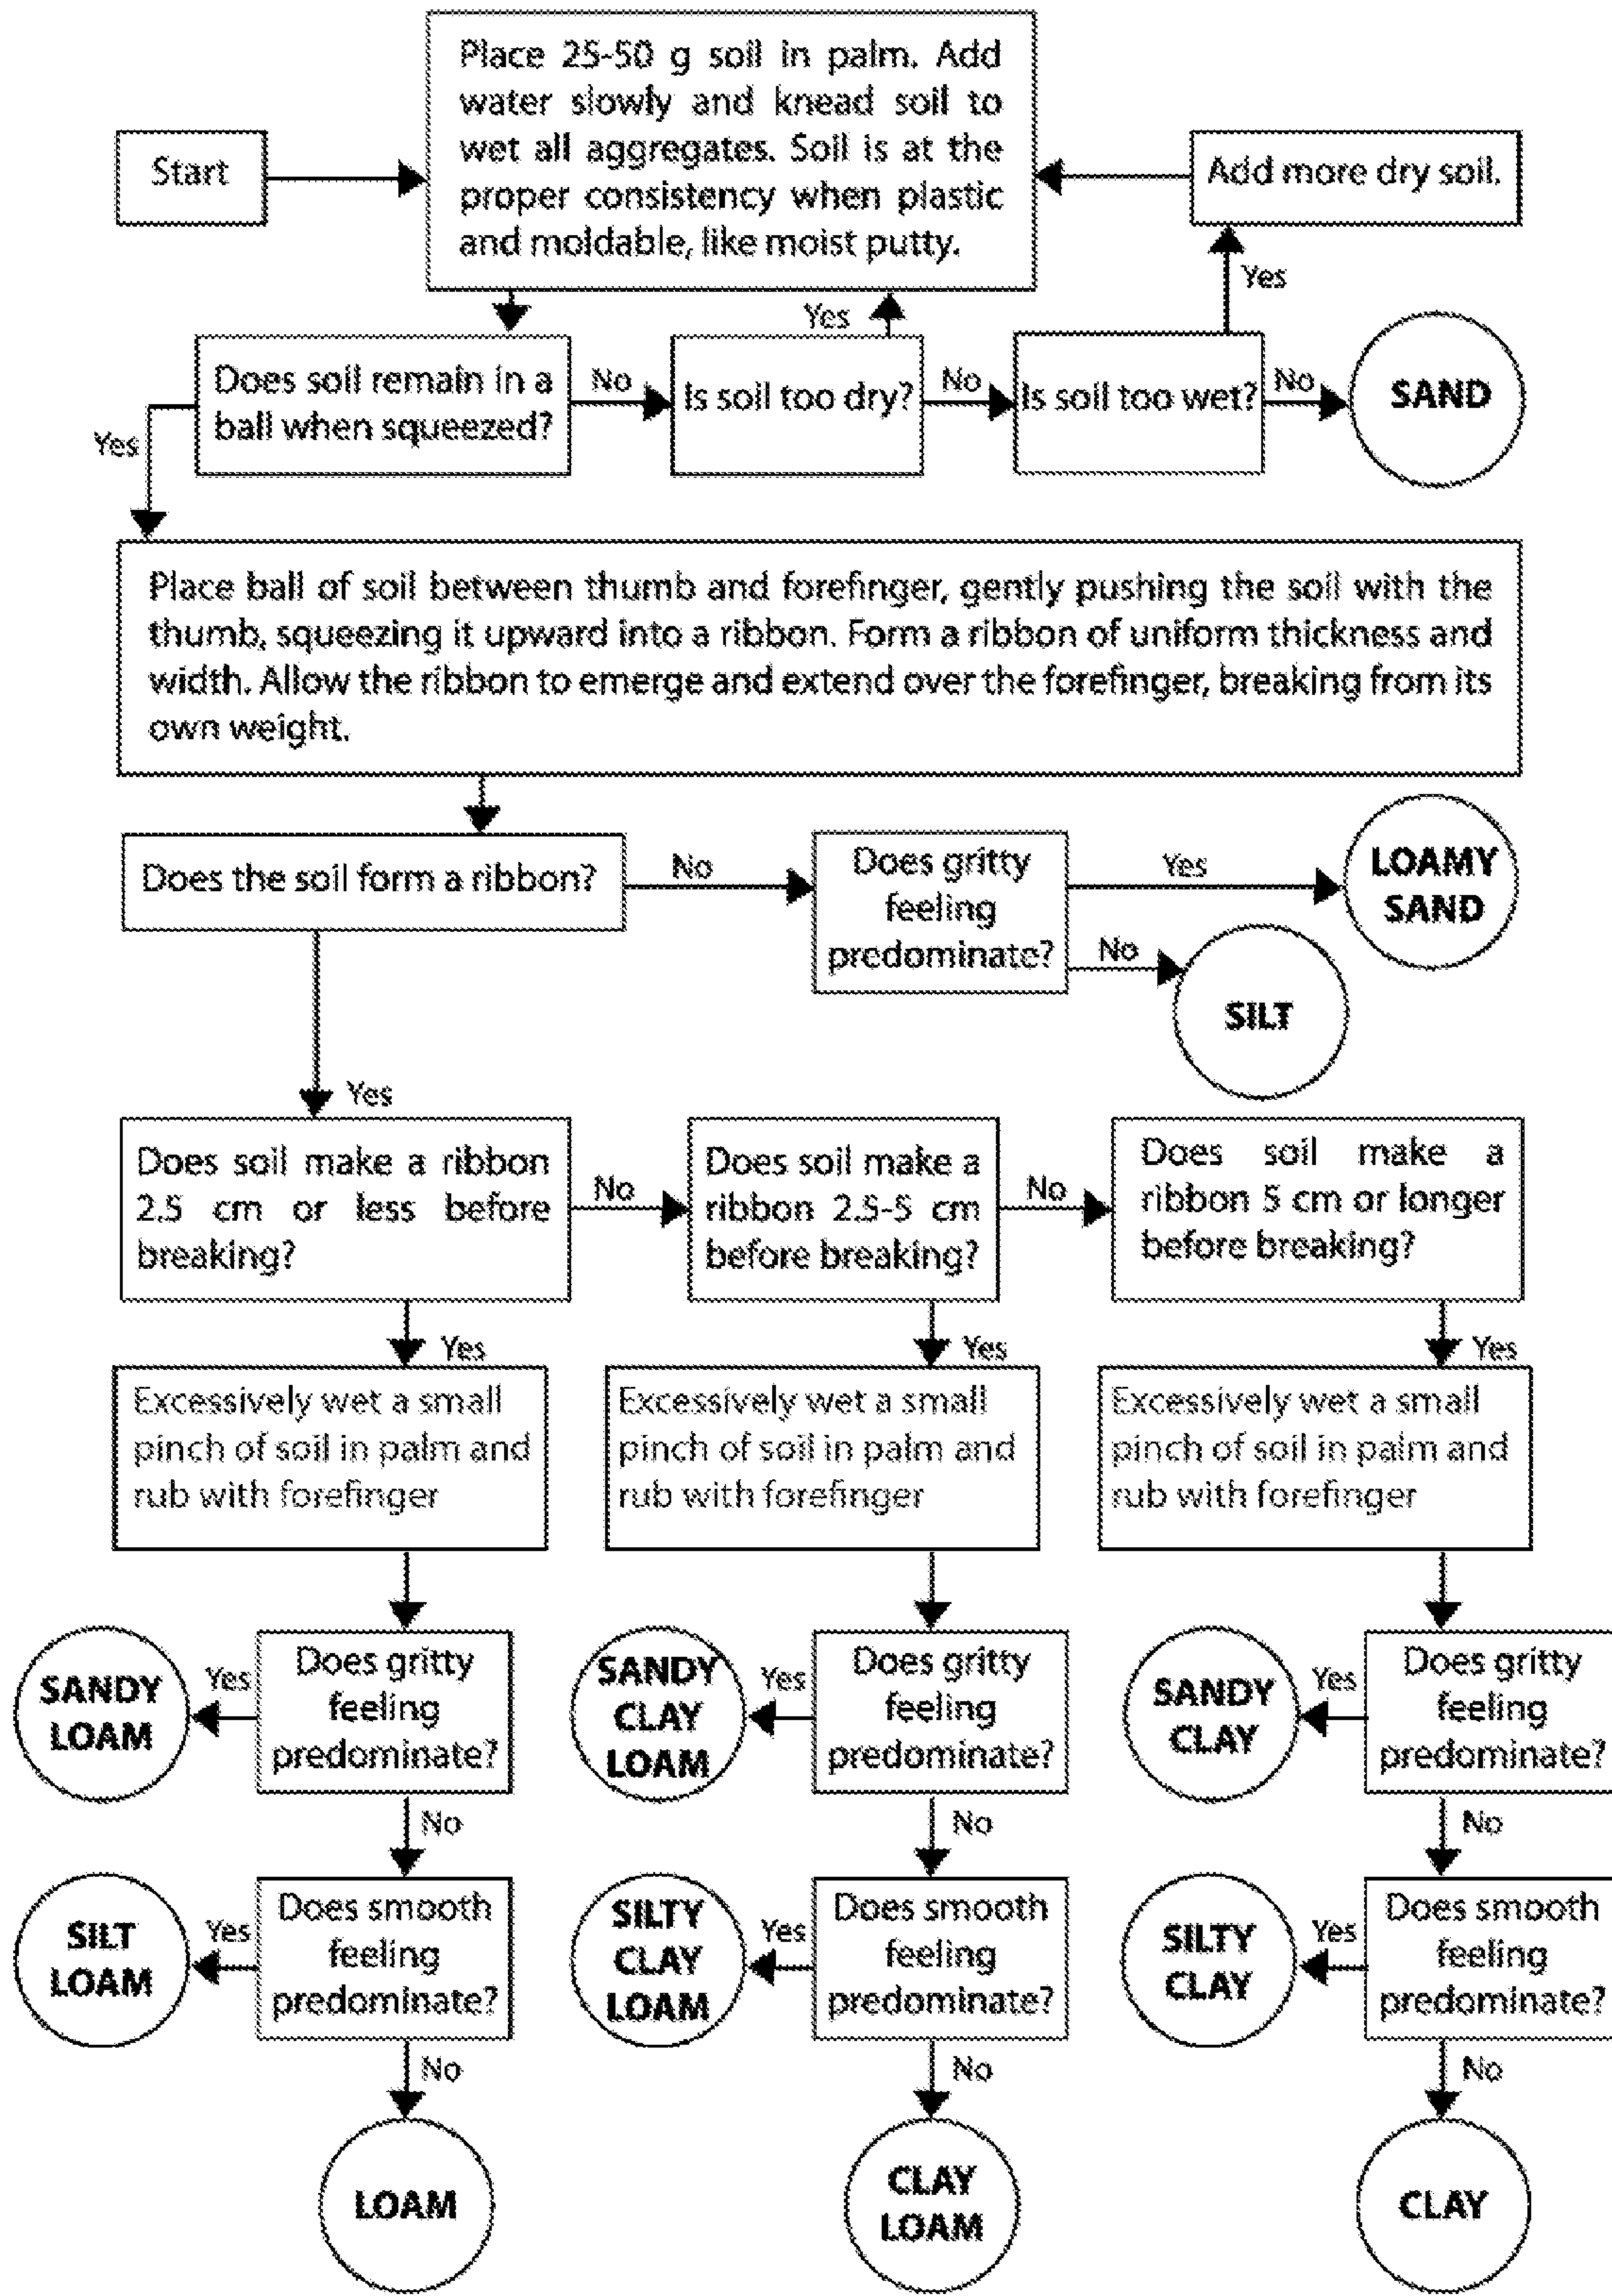 Place 25-50 g soil in palm. Add
water slowly and knead soil to
wet all aggregates. Soil is at the
proper consistency when plastic
and moldable, like moist putty.
Start
Add more dry soil.
Yes
Yes
Does soil remain in a
ball when squeezed?
No
Is soil too dry?
No
Is soil too wet?
No
SAND
Yes
Place ball of soil between thumb and forefinger, gently pushing the soil with the
thumb, squeezing it upward into a ribbon. Form a ribbon of uniform thickness and
width. Allow the ribbon to emerge and extend over the forefinger, breaking from its
own weight.
Does the soil form a ribbon?
No
Does gritty
feeling
predominate?
Yes
LOAMY
SAND
No
SILT
Yes
Does soil make a ribbon
2.5 cm or less before
breaking?
No
Does soil make a
ribbon 2.5-5 cm
before breaking?
No
Does soil make a
ribbon 5 cm or longer
before breaking?
Yes
Yes
Yes
Excessively wet a small
pinch of soil in palm and
rub with forefinger
Excessively wet a small
pinch of soil in palm and
rub with forefinger
Excessively wet a small
pinch of soil in palm and
rub with forefinger
SANDY
LOAM
Yes
Does gritty
feeling
predominate?
SANDY
CLAY
LOAM
Yes
Does gritty
feeling
predominate?
SANDY
CLAY
Yes
Does gritty
feeling
predominate?
No
No
No
SILT
LOAM
Yes
Does smooth
feeling
predominate?
SILTY
CLAY
LOAM
Yes
Does smooth
feeling
predominate?
SILTY
CLAY
Yes
Does smooth
feeling
predominate?
No
No
No
LOAM
CLAY
LOAM
CLAY